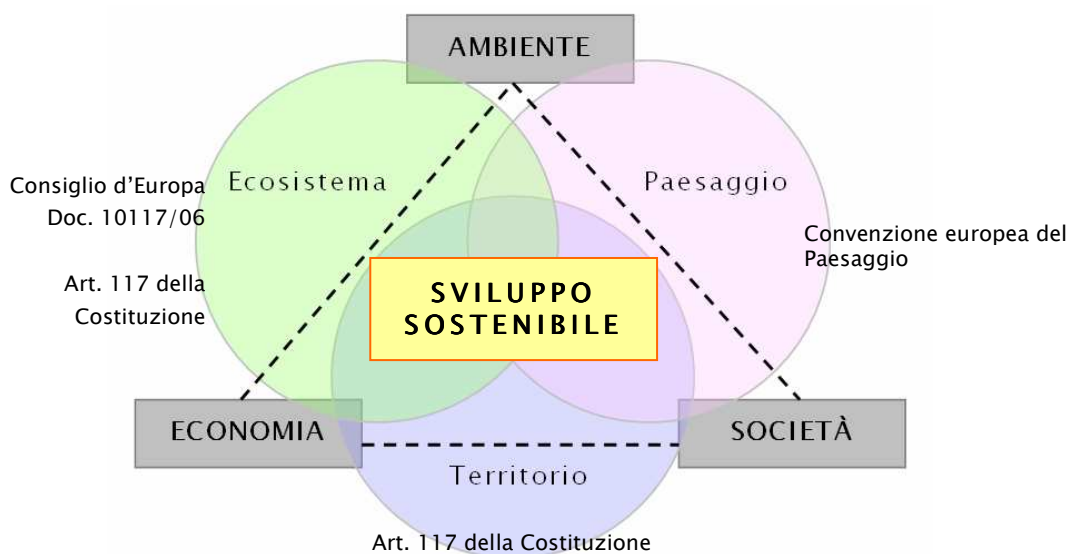 AMBIENTE
Ecosistema
Paesaggio
Consiglio d’Europa
Doc. 10117/06
Convenzione europea del
Paesaggio
Art. 117 della
Costituzione
SVILUPPO
SOSTENIBILE
ECONOMIA
SOCIETÀ
Territorio
Art. 117 della Costituzione